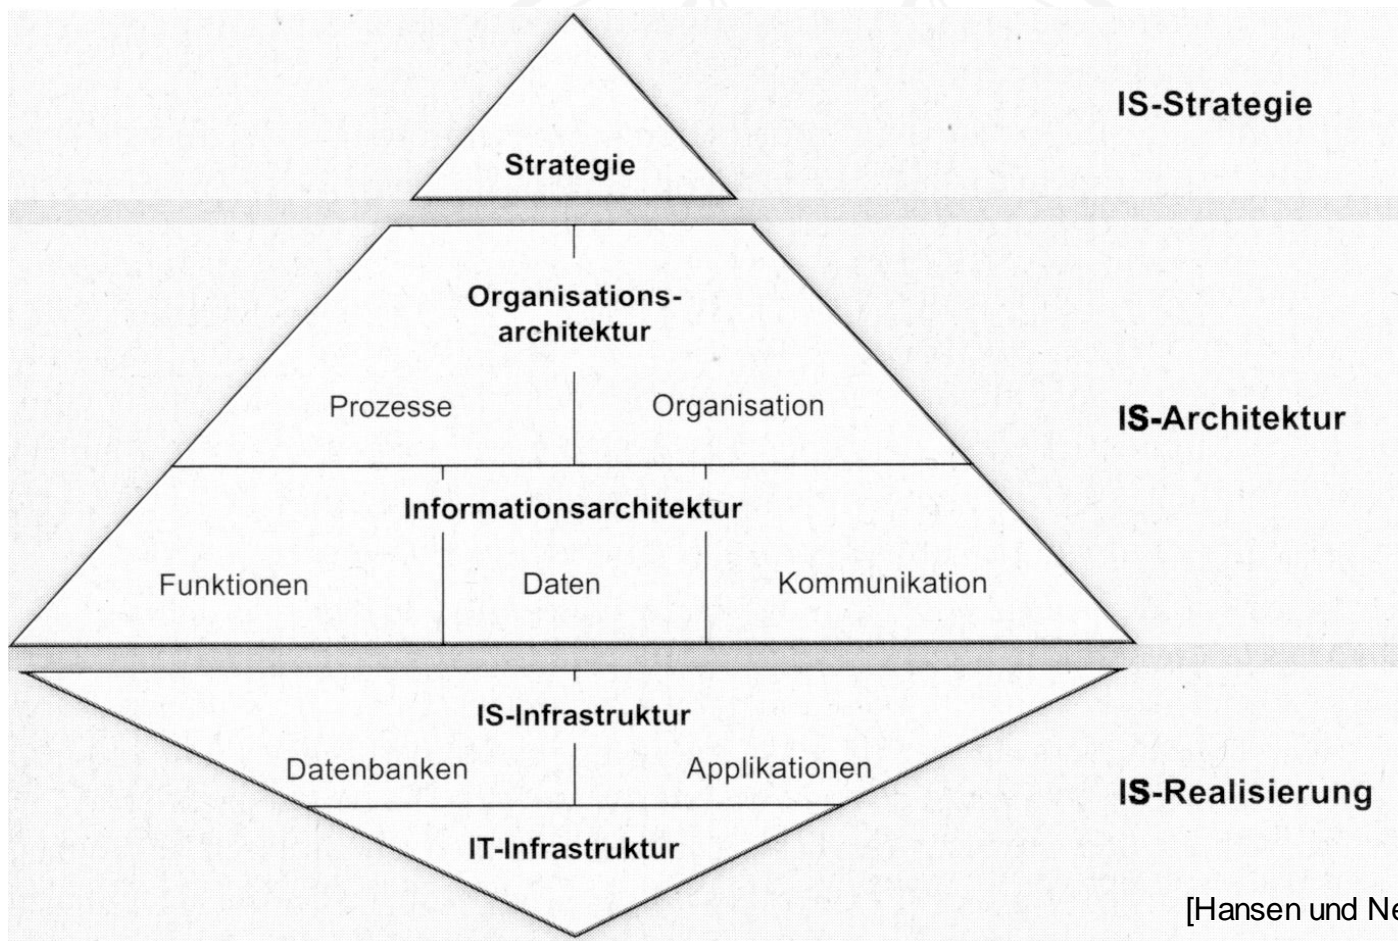 IS-Strategie
Strategie
Organisations-
architektur
Prozesse
Organisation
IS-Architektur
Informationsarchitektur
Funktionen
Daten
Kommunikation
IS-Infrastruktur
Datenbanken
Applikationen
IS-Realisierung
IT-Infrastruktur
[Hansen und